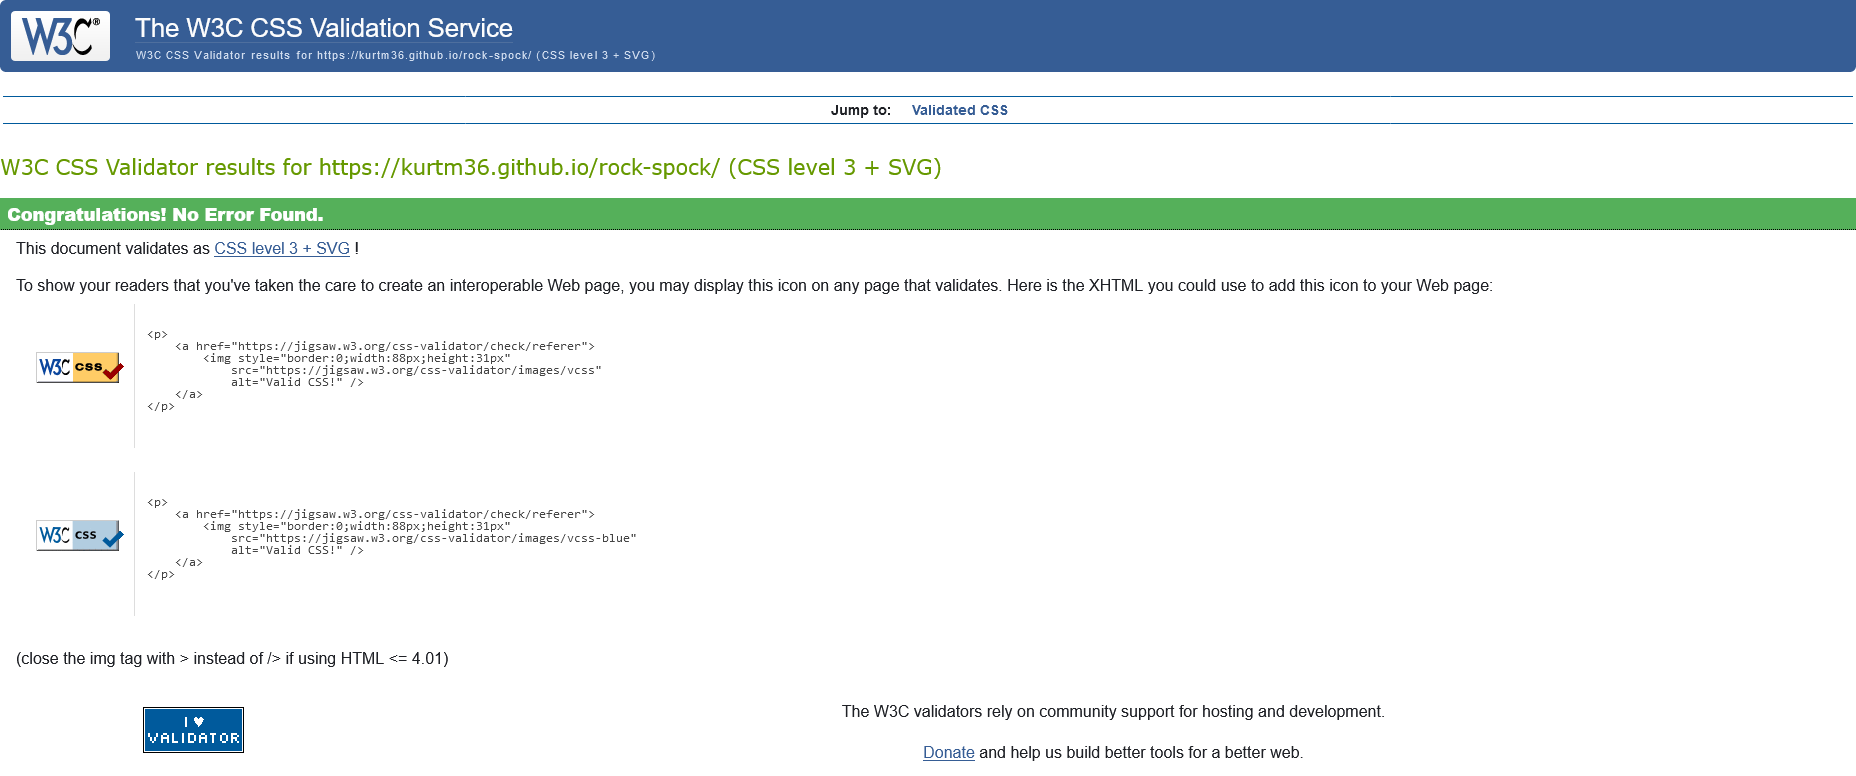 W3C®
The W3C CSS Validation Service
W3C CSS Validator results for https://kurtm36.github.io/rock-spock/ (CSS level 3 + SVG)
Jump to: Validated CSS
W3C CSS Validator results for https://kurtm36.github.io/rock-spock/ (CSS level 3 + SVG)
Congratulations! No Error Found.
This document validates as CSS level 3 + SVG !
To show your readers that you've taken the care to create an interoperable Web page, you may display this icon on any page that validates. Here is the XHTML you could use to add this icon to your Web page:
<p>
<a href="https://jigsaw.w3.org/css-validator/check/referer">
<img style="border:0;width:88px;height:31px"
W3C css
src="https://jigsaw.w3.org/css-validator/images/vcss"
alt="Valid CSS!" />
</a>
</p>
<p>
<a href="https://jigsaw.w3.org/css-validator/check/referer">
<img style="border:0;width:88px;height:31px"
W3C css
src="https://jigsaw.w3.org/css-validator/images/vcss-blue"
alt="Valid CSS!" />
</a>
</p>
(close the img tag with > instead of /> if using HTML <= 4.01)
I ♥
VALIDATOR
The W3C validators rely on community support for hosting and development.
Donate and help us build better tools for a better web.